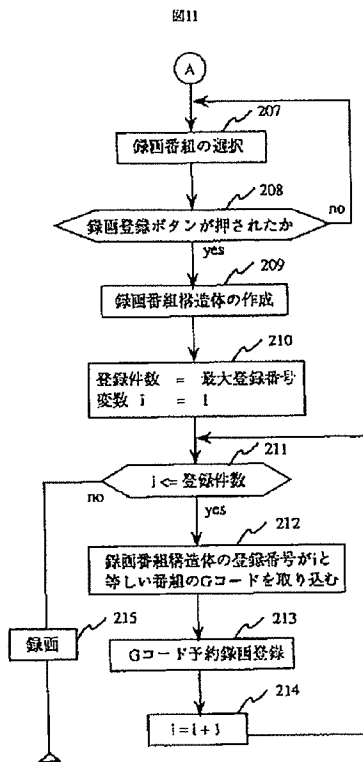 図11
A
207
録画番組の選択
208
録画登録ボタンが押されたか
no
yes
209
録画番組構造体の作成
210
登録件数 = 最大登録番号
変数 i = 1
211
i <= 登録件数
no
yes
212
録画番組構造体の登録番号がiと
等しい番組のGコードを取り込む
213
Gコード予約録画登録
215
録画
214
i = i + 1